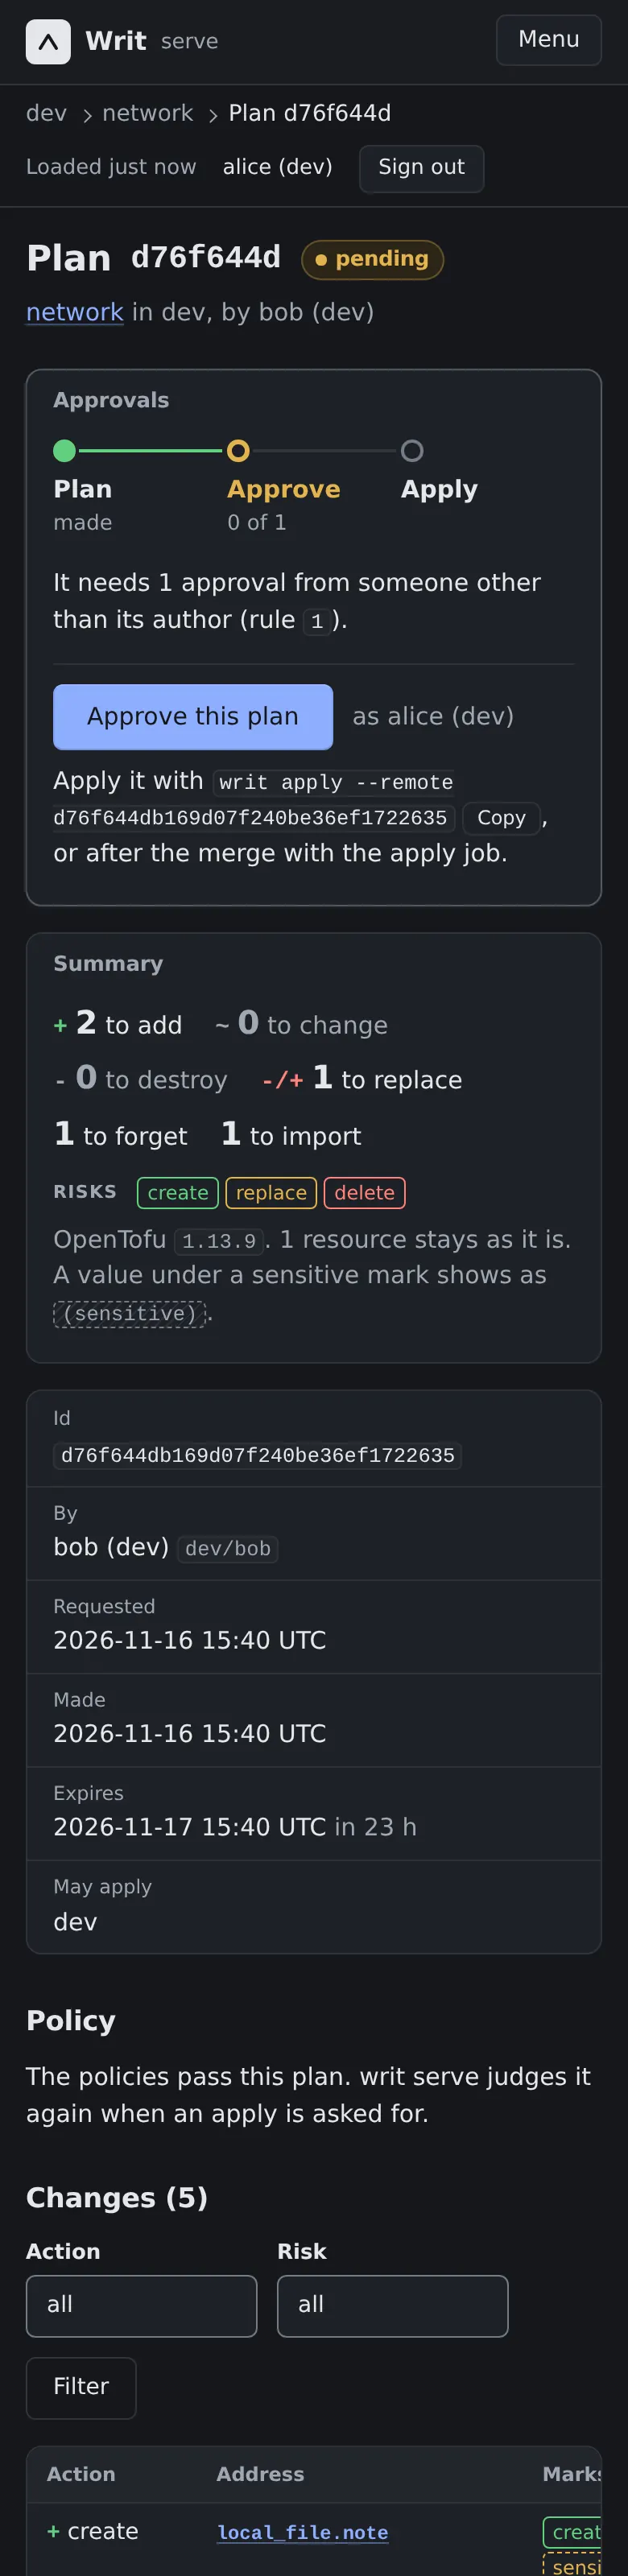 Writ serve Menu
dev > network > Plan d76f644d
Loaded just now alice (dev) Sign out
Plan d76f644d pending
network in dev, by bob (dev)
Approvals
Plan Approve Apply
made 0 of 1
It needs 1 approval from someone other
than its author (rule 1).
Approve this plan as alice (dev)
Apply it with writ apply --remote
d76f644db169d07f240be36ef1722635 Copy,
or after the merge with the apply job.
Summary
+ 2 to add ~ 0 to change
- 0 to destroy -/+ 1 to replace
1 to forget 1 to import
RISKS create replace delete
OpenTofu 1.13.9. 1 resource stays as it is.
A value under a sensitive mark shows as
(sensitive).
Id
d76f644db169d07f240be36ef1722635
By
bob (dev) dev/bob
Requested
2026-11-16 15:40 UTC
Made
2026-11-16 15:40 UTC
Expires
2026-11-17 15:40 UTC in 23 h
May apply
dev
Policy
The policies pass this plan. writ serve judges it
again when an apply is asked for.
Changes (5)
Action Risk
all all
Filter
Action Address Marks
+ create local_file.note creat
sensi